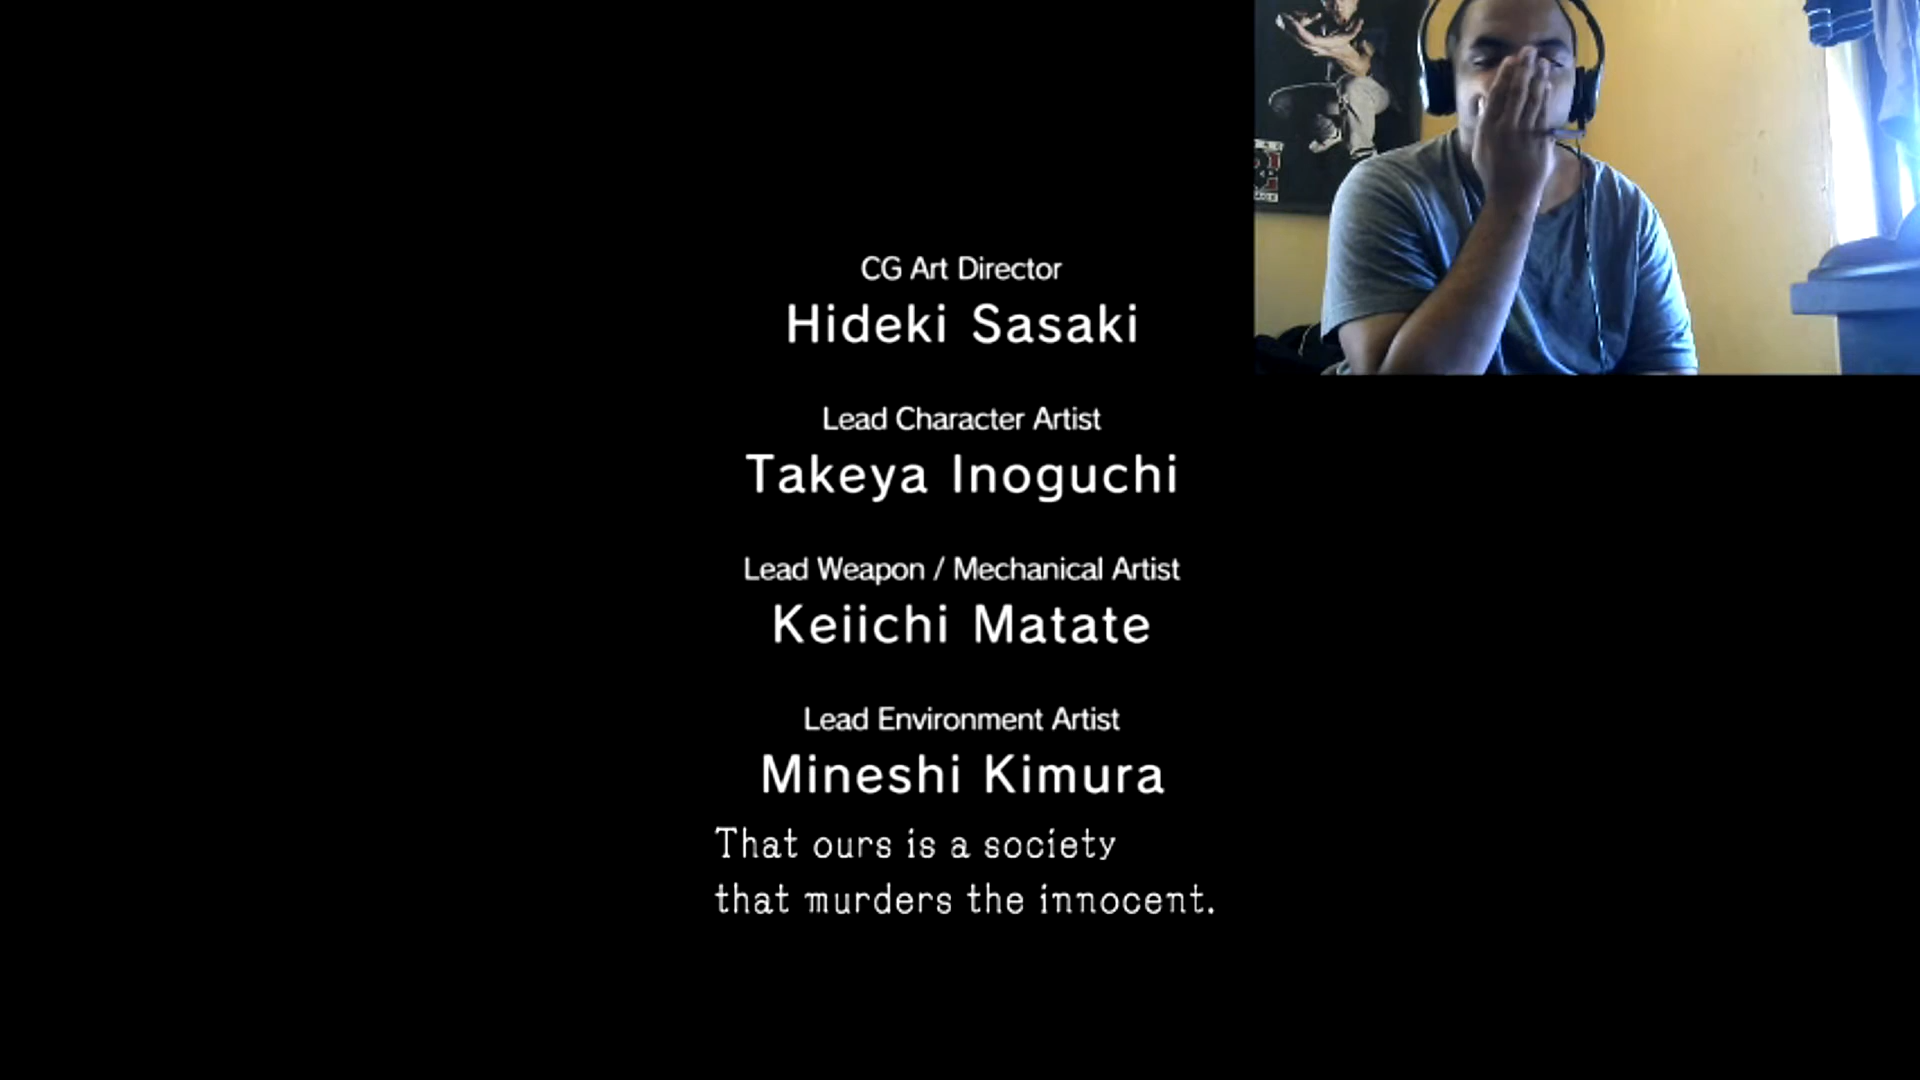 CG Art Director
Hideki Sasaki
Lead Character Artist
Takeya Inoguchi
Lead Weapon / Mechanical Artist
Keiichi Matate
Lead Environment Artist
Mineshi Kimura
That ours is a society
that murders the innocent.